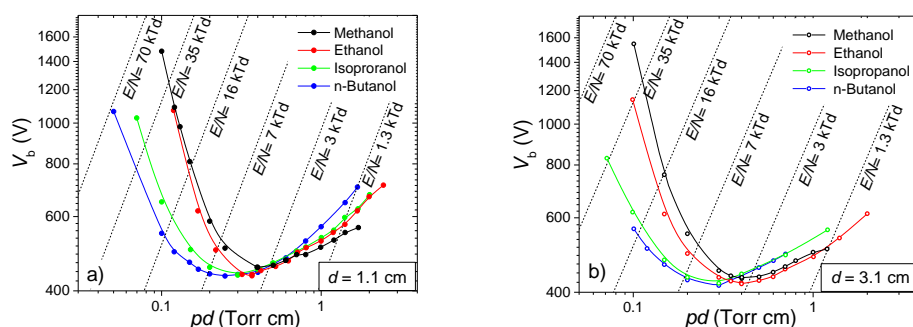 1600
1400
1200
1000
800
600
400
V_b (V)
E/N= 70 kTd
E/N= 35 kTd
E/N= 16 kTd
E/N= 7 kTd
E/N= 3 kTd
E/N= 1.3 kTd
Methanol
Ethanol
Isoproranol
n-Butanol
a)
d = 1.1 cm
0.1
1
pd (Torr cm)
1600
1400
1200
1000
800
600
400
V_b (V)
E/N= 70 kTd
E/N= 35 kTd
E/N= 16 kTd
E/N= 7 kTd
E/N= 3 kTd
E/N= 1.3 kTd
Methanol
Ethanol
Isopropanol
n-Butanol
b)
d = 3.1 cm
0.1
1
pd (Torr cm)